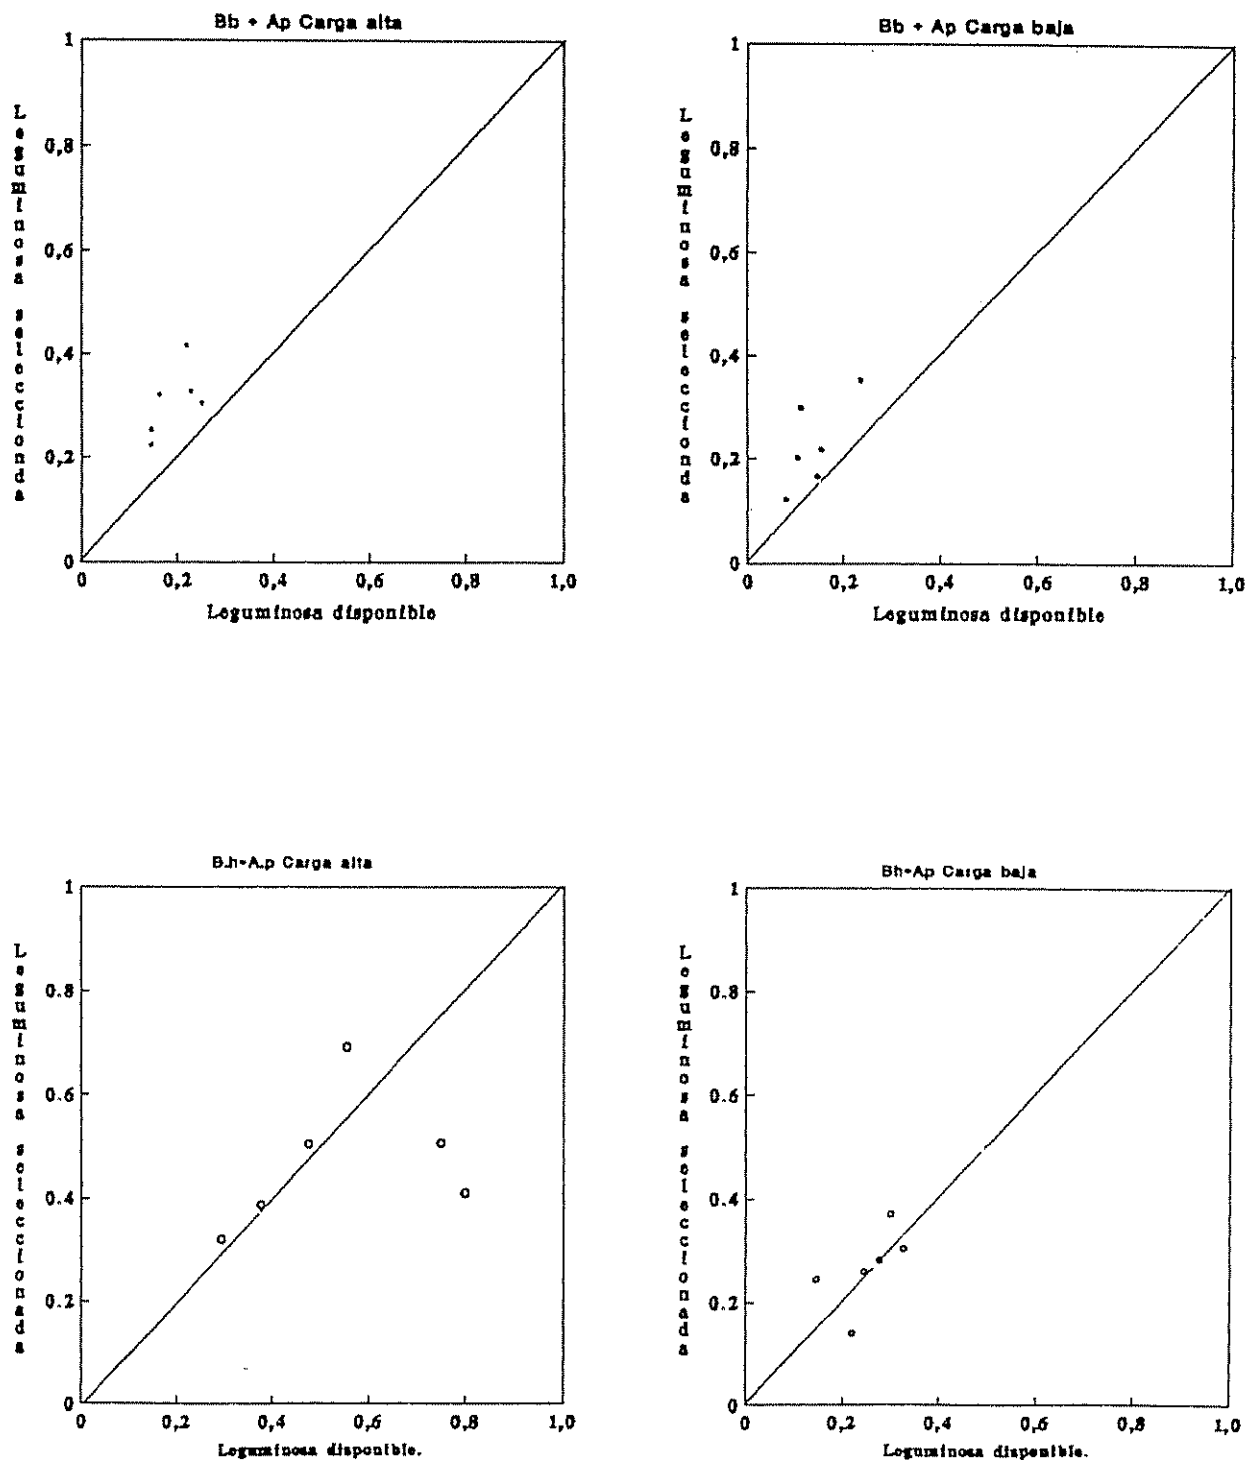 Bb + Ap Carga alta
1
0,8
0,6
0,4
0,2
0
Leguminosa seleccionda
0 0,2 0,4 0,6 0,8 1,0
Leguminosa disponible
Bb + Ap Carga baja
1
0,8
0,6
0,4
0,2
0
Leguminosa seleccionda
0 0,2 0,4 0,6 0,8 1,0
Leguminosa disponible
B.h+A.p Carga alta
1
0.8
0.6
0.4
0.2
0
Leguminosa seleccionada
0 0,2 0,4 0,6 0,8 1,0
Leguminosa disponible.
Bh+Ap Carga baja
1
0.8
0.6
0.4
0.2
0
Leguminosa seleccionada
0 0,2 0,4 0,6 0,8 1,0
Leguminosa disponible.